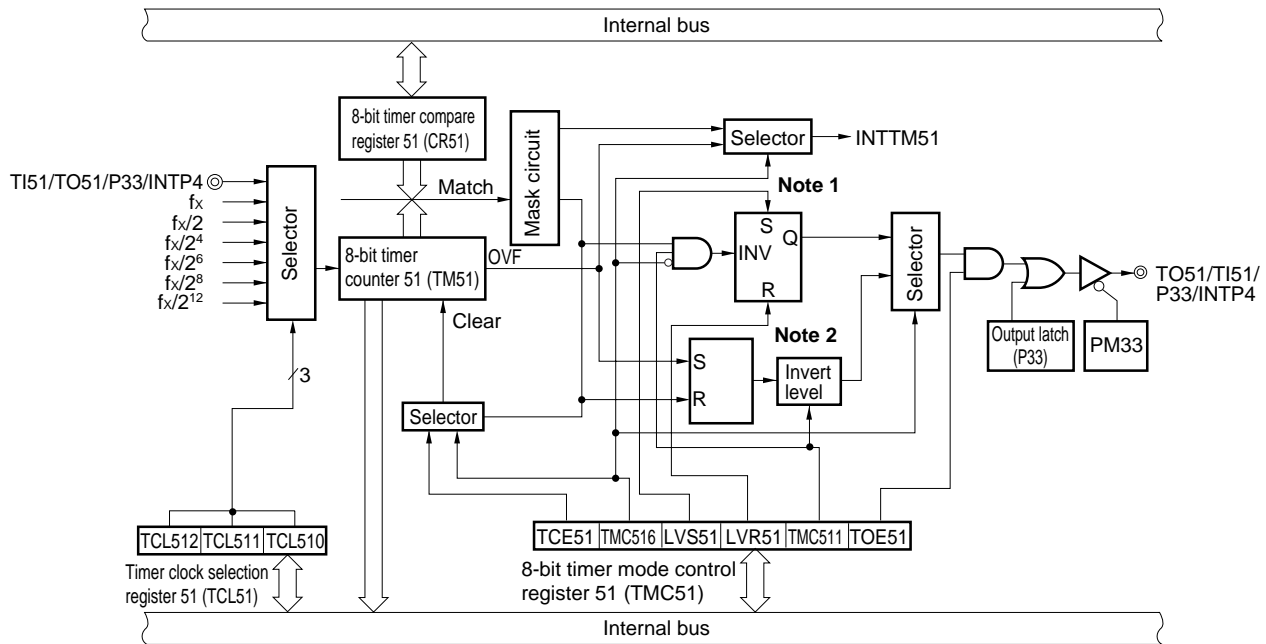 Internal bus
8-bit timer compare
register 51 (CR51)
Mask circuit
Selector
INTTM51
TI51/TO51/P33/INTP4
fX
fX/2
fX/2⁴
fX/2⁶
fX/2⁸
fX/2¹²
Selector
Match
Note 1
S
INV
Q
R
Selector
8-bit timer
counter 51 (TM51)
OVF
Clear
TO51/TI51/
P33/INTP4
Output latch
(P33)
PM33
Note 2
S
R
Invert
level
3
Selector
TCL512 TCL511 TCL510
Timer clock selection
register 51 (TCL51)
TCE51 TMC516 LVS51 LVR51 TMC511 TOE51
8-bit timer mode control
register 51 (TMC51)
Internal bus